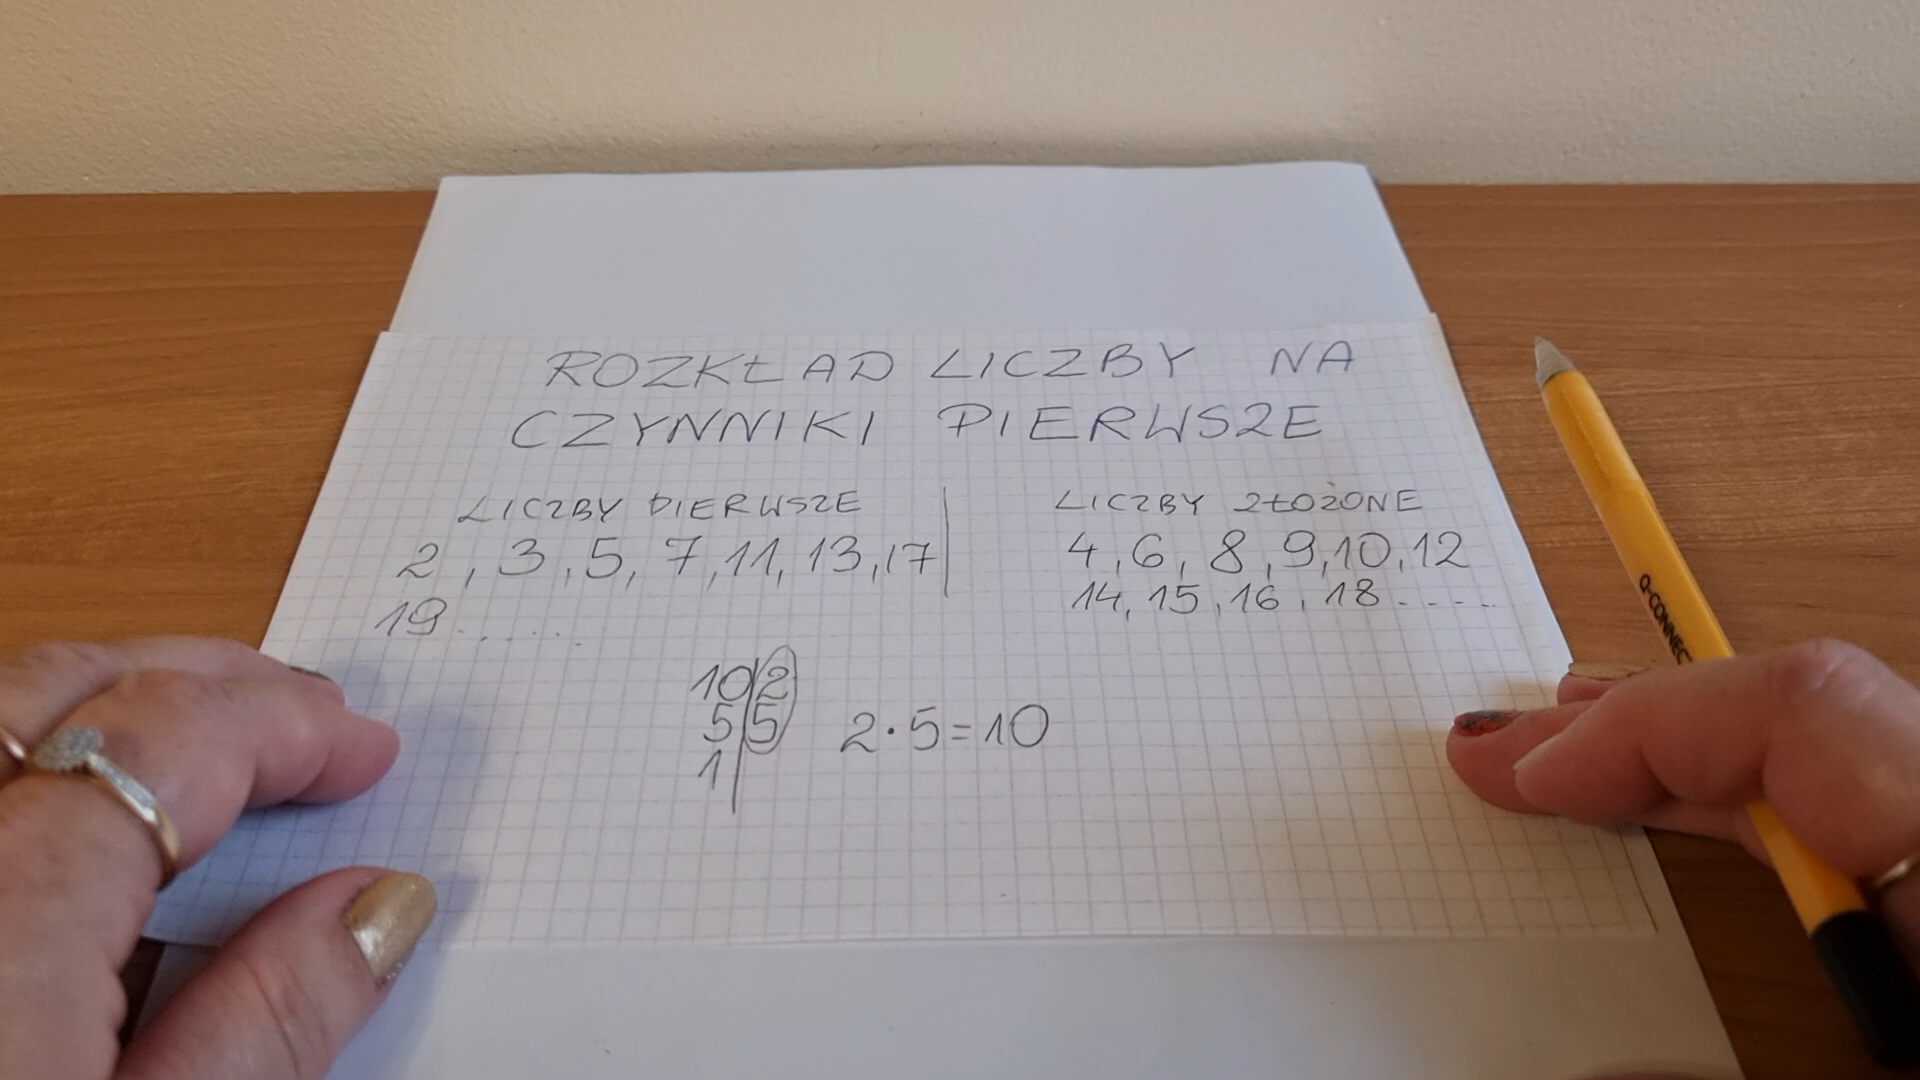 ROZKŁAD LICZBY NA
CZYNNIKI PIERWSZE
LICZBY PIERWSZE
2, 3, 5, 7, 11, 13, 17
19......
LICZBY ZŁOŻONE
4, 6, 8, 9, 10, 12
14, 15, 16, 18.....
10|2
5|5
1|
2·5=10
Q-CONNECT